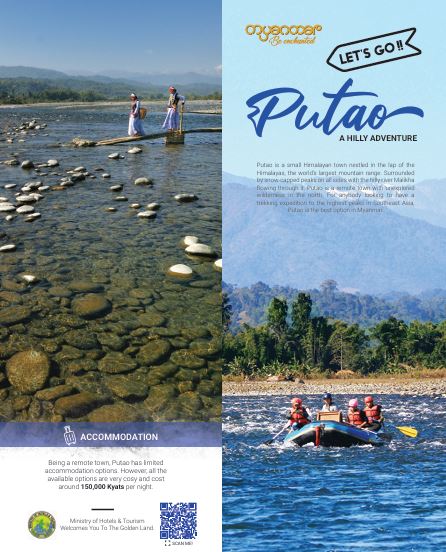 Myanmar
Be enchanted
LET'S GO !!
Putao
A HILLY ADVENTURE
Putao is a small Himalayan town nestled in the lap of the
Himalayas, the world's largest mountain range. Surrounded
by snow-capped peaks on all sides with the hilly river Malikha
flowing through it. Putao is a remote town with unexplored
wilderness in the north. For anybody looking to have a
trekking expedition to the highest peaks in Southeast Asia,
Putao is the best option in Myanmar.
ACCOMMODATION
Being a remote town, Putao has limited
accommodation options. However, all the
available options are very cosy and cost
around 150,000 Kyats per night.
Ministry of Hotels & Tourism
Welcomes You To The Golden Land.
SCAN ME!